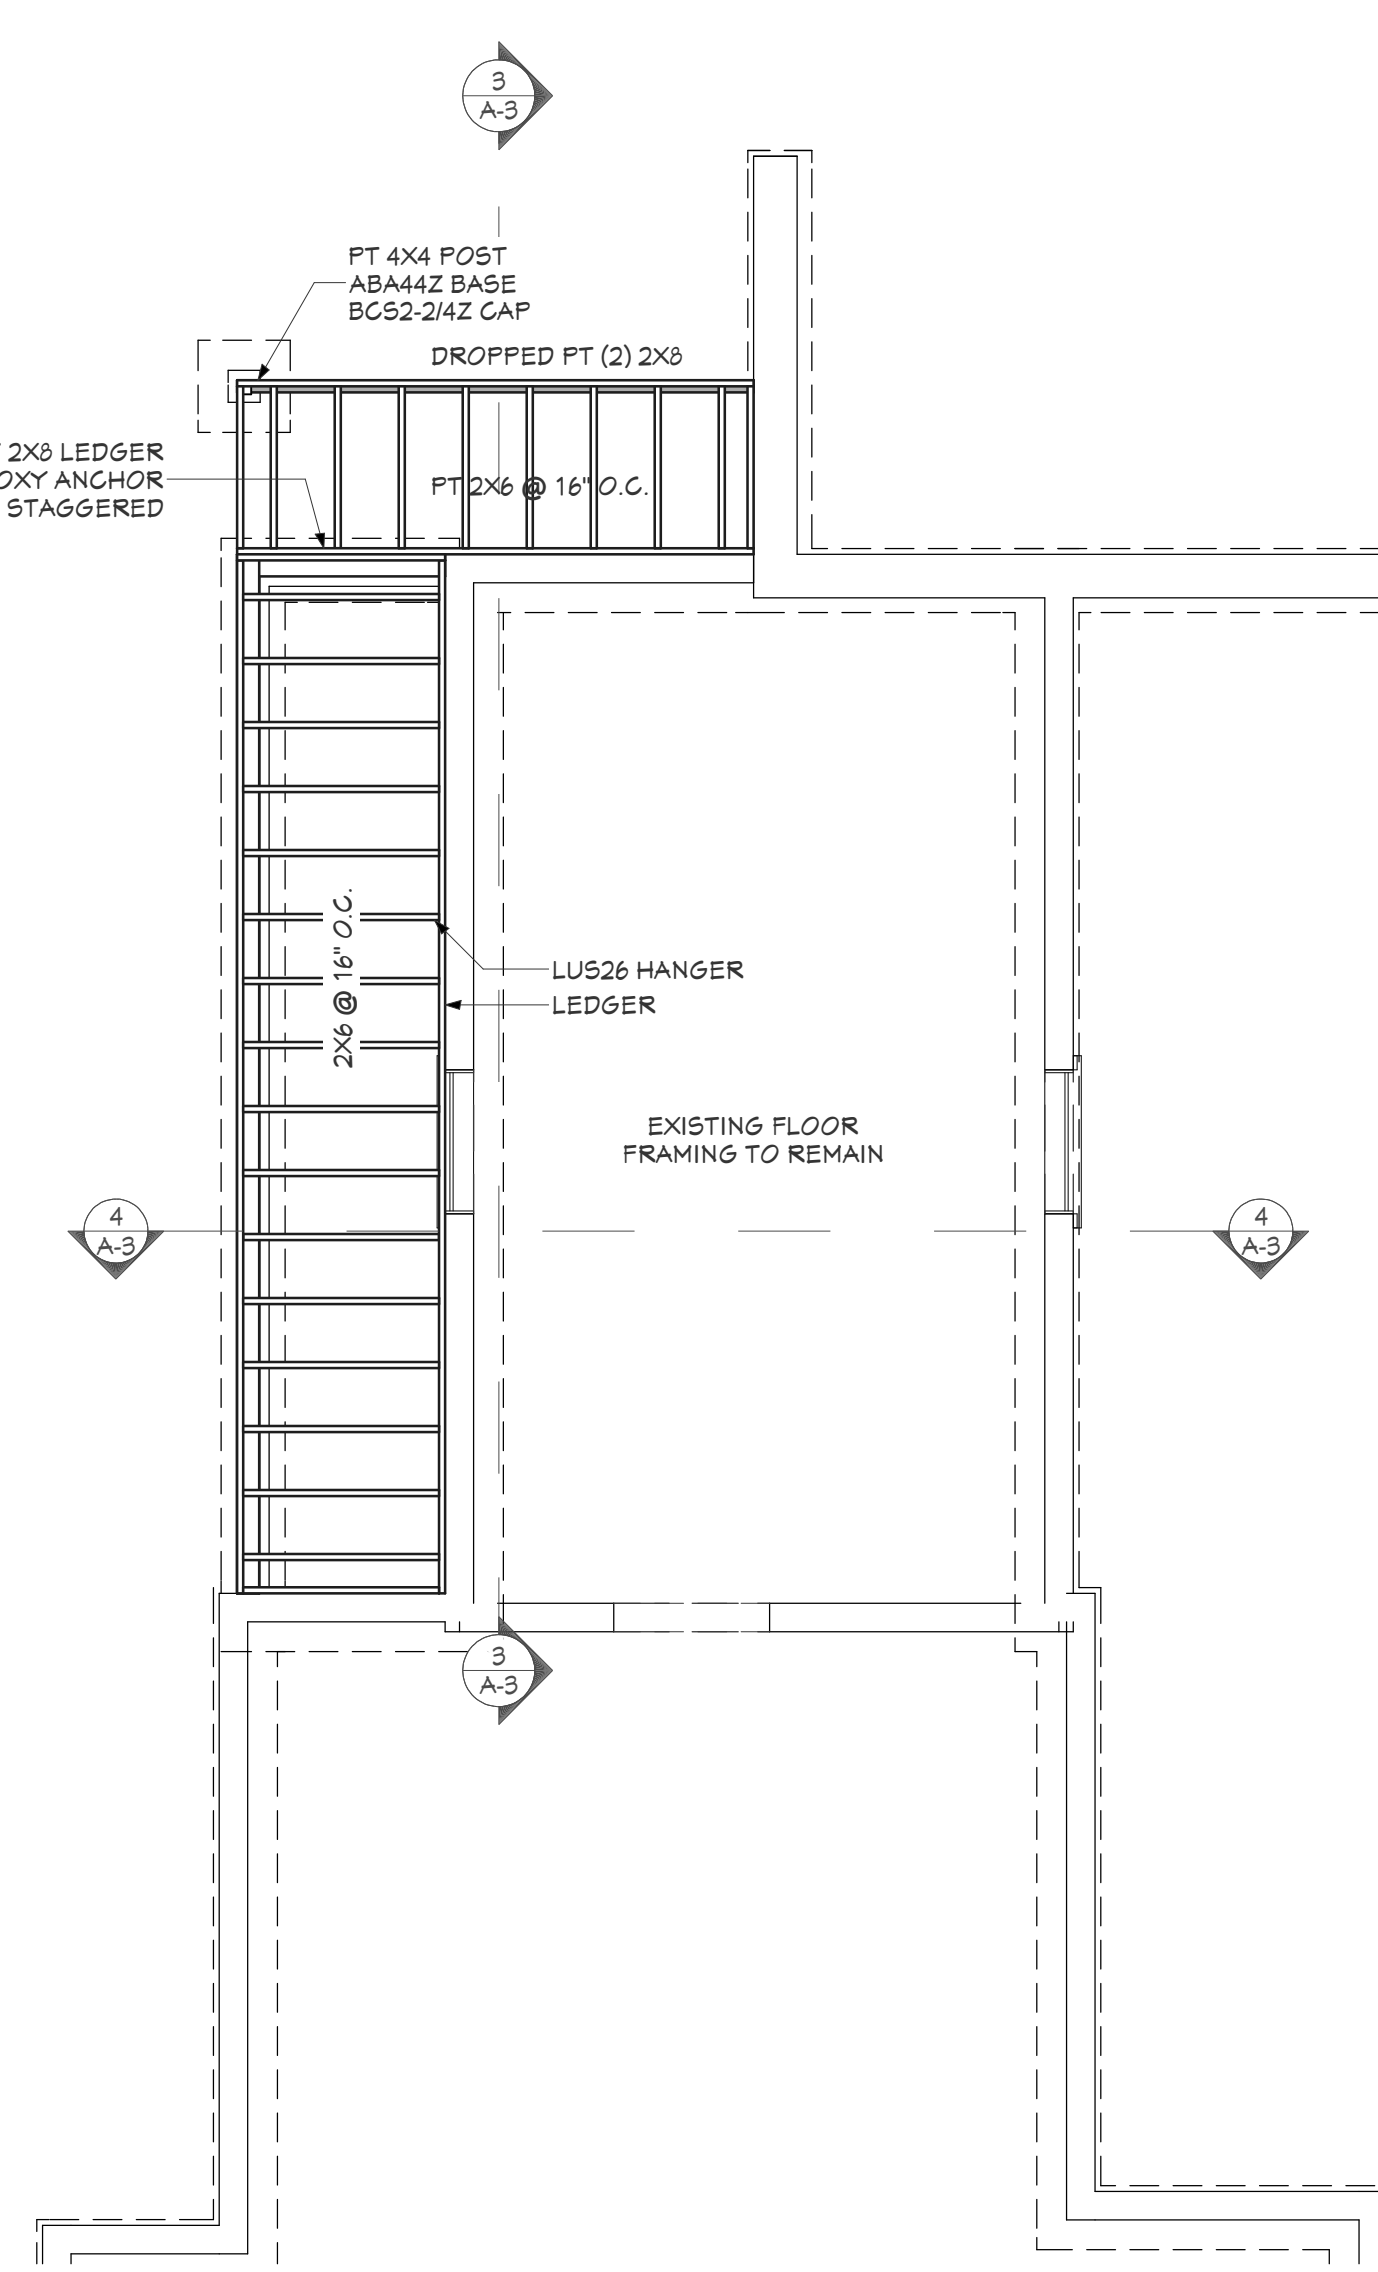 3
A-3
PT 4X4 POST
ABA44Z BASE
BCS2-2/4Z CAP
DROPPED PT (2) 2X8
2X8 LEDGER
ANCHOR
STAGGERED
PT 2X6 @ 16" O.C.
2X6 @ 16" O.C.
LUS26 HANGER
LEDGER
EXISTING FLOOR
FRAMING TO REMAIN
4
A-3
4
A-3
3
A-3